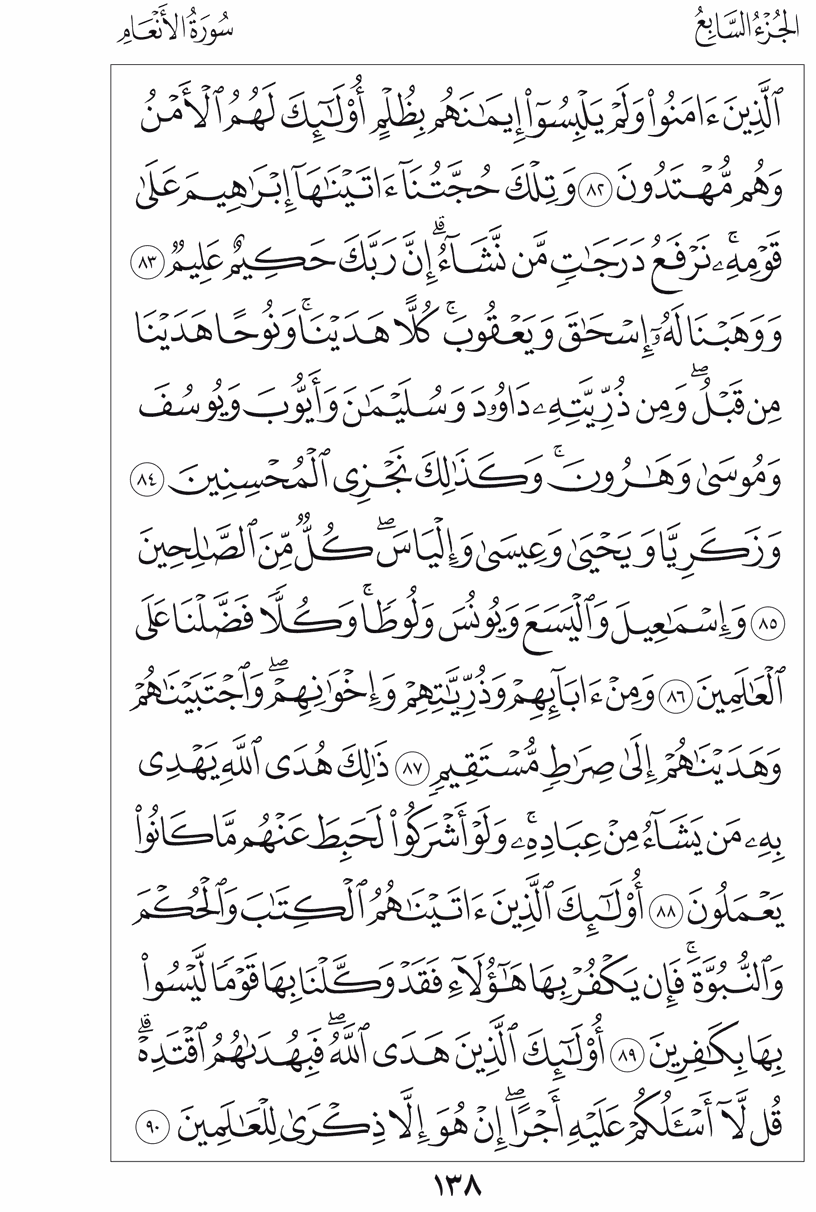 الجُزْءُ السَّابِعُ
سُورَةُ الأَنْعَامِ
ٱلَّذِينَ ءَامَنُواْ وَلَمۡ يَلۡبِسُوٓاْ إِيمَٰنَهُم بِظُلۡمٍ أُوْلَٰٓئِكَ لَهُمُ ٱلۡأَمۡنُ
وَهُم مُّهۡتَدُونَ ٨٢ وَتِلۡكَ حُجَّتُنَآ ءَاتَيۡنَٰهَآ إِبۡرَٰهِيمَ عَلَىٰ
قَوۡمِهِۦۚ نَرۡفَعُ دَرَجَٰتٖ مَّن نَّشَآءُۗ إِنَّ رَبَّكَ حَكِيمٌ عَلِيمٞ ٨٣
وَوَهَبۡنَا لَهُۥٓ إِسۡحَٰقَ وَيَعۡقُوبَۚ كُلًّا هَدَيۡنَاۚ وَنُوحًا هَدَيۡنَا
مِن قَبۡلُۖ وَمِن ذُرِّيَّتِهِۦ دَاوُۥدَ وَسُلَيۡمَٰنَ وَأَيُّوبَ وَيُوسُفَ
وَمُوسَىٰ وَهَٰرُونَۚ وَكَذَٰلِكَ نَجۡزِي ٱلۡمُحۡسِنِينَ ٨٤
وَزَكَرِيَّا وَيَحۡيَىٰ وَعِيسَىٰ وَإِلۡيَاسَۖ كُلّٞ مِّنَ ٱلصَّٰلِحِينَ
٨٥ وَإِسۡمَٰعِيلَ وَٱلۡيَسَعَ وَيُونُسَ وَلُوطٗاۚ وَكُلّٗا فَضَّلۡنَا عَلَى
ٱلۡعَٰلَمِينَ ٨٦ وَمِنۡ ءَابَآئِهِمۡ وَذُرِّيَّٰتِهِمۡ وَإِخۡوَٰنِهِمۡۖ وَٱجۡتَبَيۡنَٰهُمۡ
وَهَدَيۡنَٰهُمۡ إِلَىٰ صِرَٰطٖ مُّسۡتَقِيمٖ ٨٧ ذَٰلِكَ هُدَى ٱللَّهِ يَهۡدِي
بِهِۦ مَن يَشَآءُ مِنۡ عِبَادِهِۦۚ وَلَوۡ أَشۡرَكُواْ لَحَبِطَ عَنۡهُم مَّا كَانُواْ
يَعۡمَلُونَ ٨٨ أُوْلَٰٓئِكَ ٱلَّذِينَ ءَاتَيۡنَٰهُمُ ٱلۡكِتَٰبَ وَٱلۡحُكۡمَ
وَٱلنُّبُوَّةَۚ فَإِن يَكۡفُرۡ بِهَا هَٰٓؤُلَآءِ فَقَدۡ وَكَّلۡنَا بِهَا قَوۡمٗا لَّيۡسُواْ
بِهَا بِكَٰفِرِينَ ٨٩ أُوْلَٰٓئِكَ ٱلَّذِينَ هَدَى ٱللَّهُۖ فَبِهُدَىٰهُمُ ٱقۡتَدِهۡۗ
قُل لَّآ أَسۡـَٔلُكُمۡ عَلَيۡهِ أَجۡرًاۖ إِنۡ هُوَ إِلَّا ذِكۡرَىٰ لِلۡعَٰلَمِينَ ٩٠
١٣٨